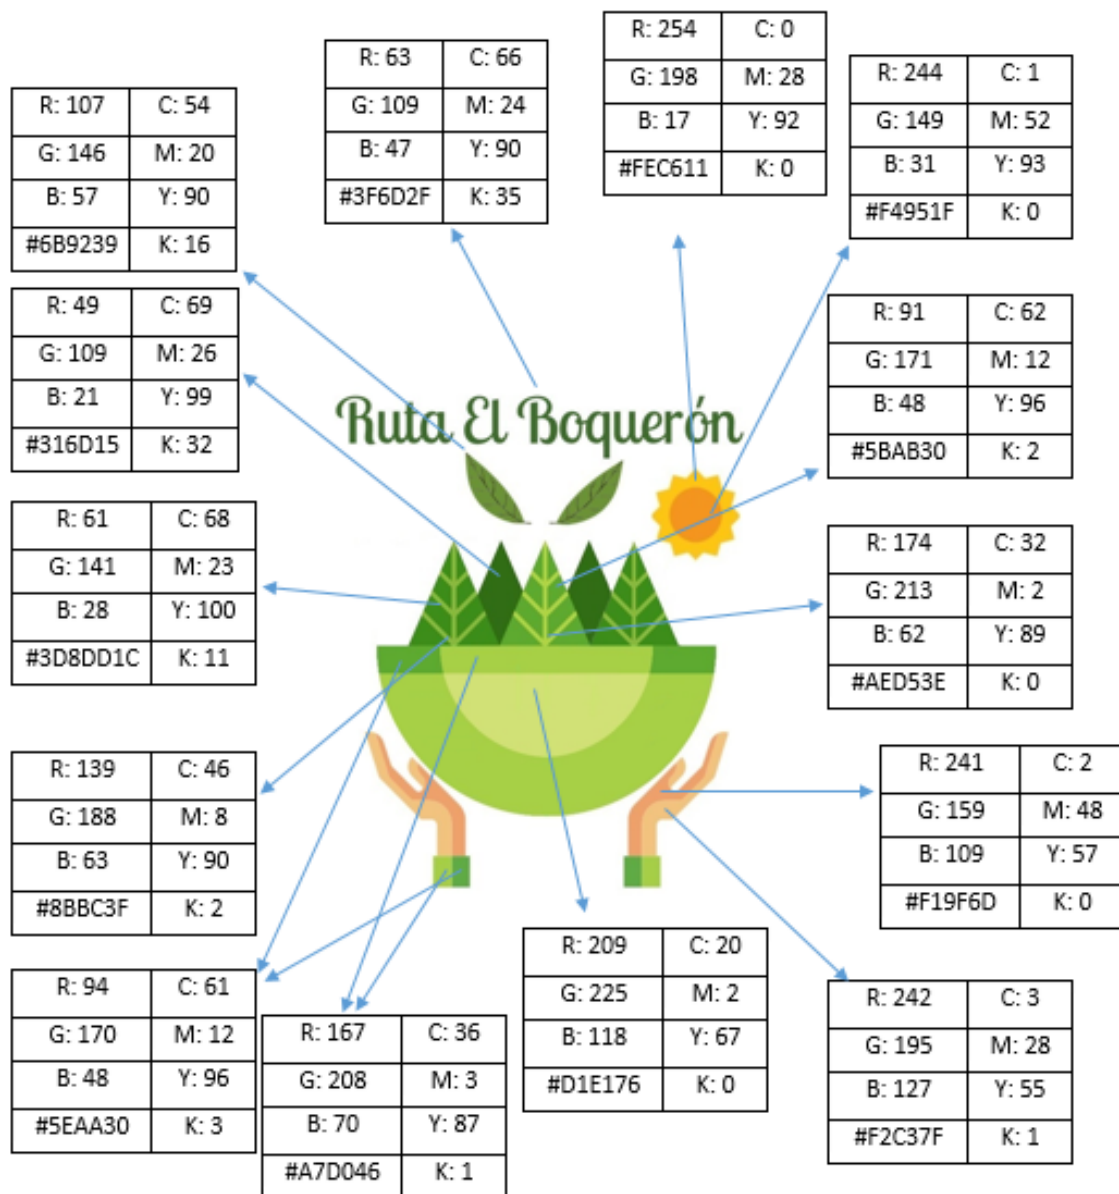 R: 254 C: 0
G: 198 M: 28
B: 17 Y: 92
#FEC611 K: 0
R: 63 C: 66
G: 109 M: 24
B: 47 Y: 90
#3F6D2F K: 35
R: 244 C: 1
G: 149 M: 52
B: 31 Y: 93
#F4951F K: 0
R: 107 C: 54
G: 146 M: 20
B: 57 Y: 90
#6B9239 K: 16
R: 49 C: 69
G: 109 M: 26
B: 21 Y: 99
#316D15 K: 32
R: 91 C: 62
G: 171 M: 12
B: 48 Y: 96
#5BAB30 K: 2
Ruta El Boquerón
R: 61 C: 68
G: 141 M: 23
B: 28 Y: 100
#3D8DD1C K: 11
R: 174 C: 32
G: 213 M: 2
B: 62 Y: 89
#AED53E K: 0
R: 139 C: 46
G: 188 M: 8
B: 63 Y: 90
#8BBC3F K: 2
R: 241 C: 2
G: 159 M: 48
B: 109 Y: 57
#F19F6D K: 0
R: 94 C: 61
G: 170 M: 12
B: 48 Y: 96
#5EAA30 K: 3
R: 167 C: 36
G: 208 M: 3
B: 70 Y: 87
#A7D046 K: 1
R: 209 C: 20
G: 225 M: 2
B: 118 Y: 67
#D1E176 K: 0
R: 242 C: 3
G: 195 M: 28
B: 127 Y: 55
#F2C37F K: 1